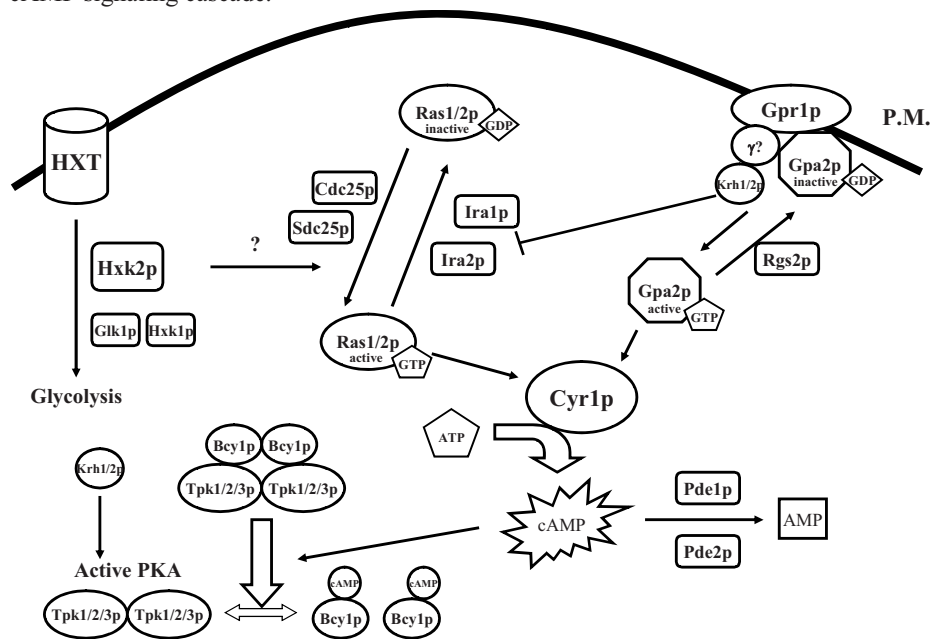 cAMP signaling cascade.
Ras1/2p
inactive
GDP
Gpr1p
P.M.
HXT
γ?
Gpa2p
inactive
GDP
Krh1/2p
Cdc25p
Sdc25p
Ira1p
Ira2p
?
Hxk2p
Rgs2p
Gpa2p
active
GTP
Glk1p
Hxk1p
Ras1/2p
active
GTP
Glycolysis
Cyr1p
ATP
Bcy1p
Bcy1p
Krh1/2p
Tpk1/2/3p
Tpk1/2/3p
Pde1p
cAMP
AMP
Pde2p
Active PKA
cAMP
cAMP
Tpk1/2/3p
Tpk1/2/3p
Bcy1p
Bcy1p